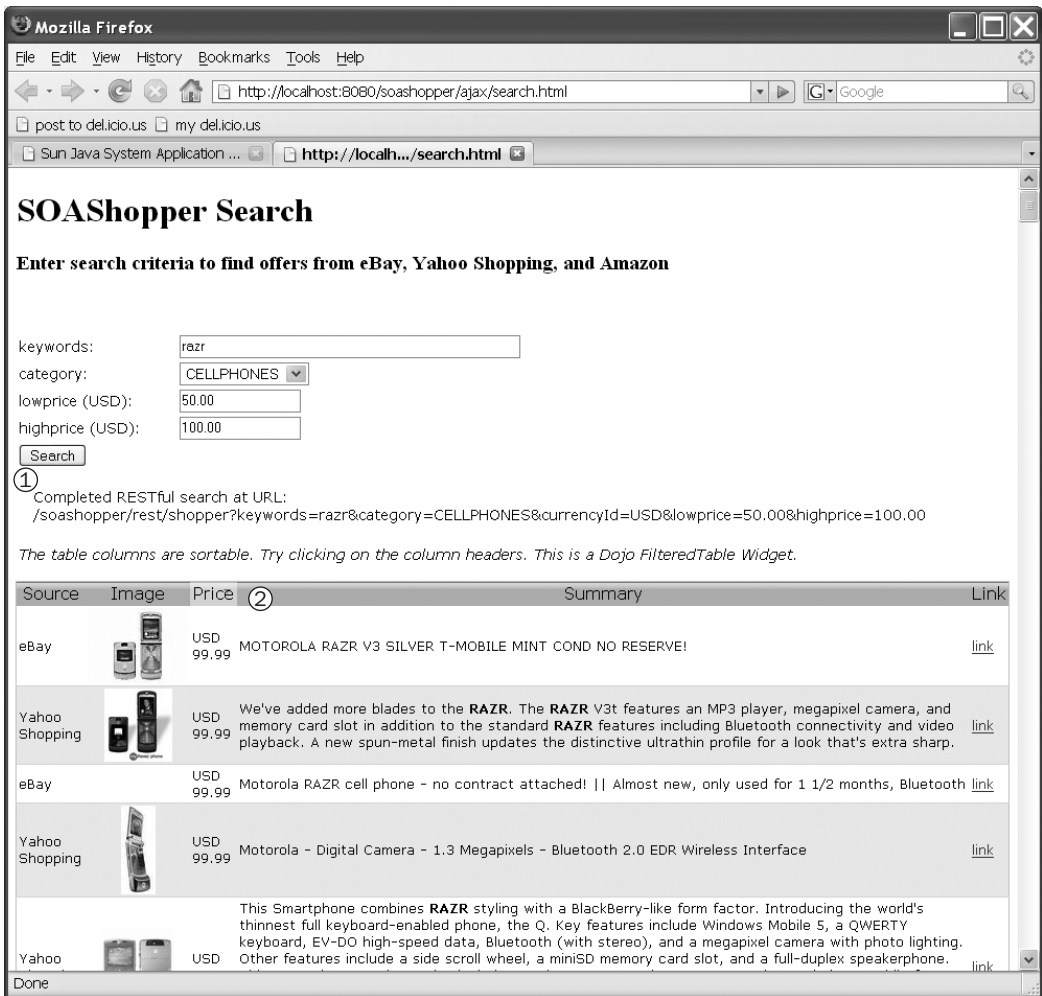 Mozilla Firefox
File Edit View History Bookmarks Tools Help
http://localhost:8080/soashopper/ajax/search.html
G Google
post to del.icio.us my del.icio.us
Sun Java System Application ... http://localh.../search.html
SOAShopper Search
Enter search criteria to find offers from eBay, Yahoo Shopping, and Amazon
keywords: razr
category: CELLPHONES
lowprice (USD): 50.00
highprice (USD): 100.00
Search
①
Completed RESTful search at URL:
/soashopper/rest/shopper?keywords=razr&category=CELLPHONES&currencyId=USD&lowprice=50.00&highprice=100.00
The table columns are sortable. Try clicking on the column headers. This is a Dojo FilteredTable Widget.
Source Image Price ② Summary Link
eBay USD 99.99 MOTOROLA RAZR V3 SILVER T-MOBILE MINT COND NO RESERVE! link
Yahoo Shopping USD 99.99 We've added more blades to the RAZR. The RAZR V3t features an MP3 player, megapixel camera, and
memory card slot in addition to the standard RAZR features including Bluetooth connectivity and video
playback. A new spun-metal finish updates the distinctive ultrathin profile for a look that's extra sharp. link
eBay USD 99.99 Motorola RAZR cell phone - no contract attached! || Almost new, only used for 1 1/2 months, Bluetooth link
Yahoo Shopping USD 99.99 Motorola - Digital Camera - 1.3 Megapixels - Bluetooth 2.0 EDR Wireless Interface link
This Smartphone combines RAZR styling with a BlackBerry-like form factor. Introducing the world's
thinnest full keyboard-enabled phone, the Q. Key features include Windows Mobile 5, a QWERTY
keyboard, EV-DO high-speed data, Bluetooth (with stereo), and a megapixel camera with photo lighting.
Yahoo USD Other features include a side scroll wheel, a miniSD memory card slot, and a full-duplex speakerphone.
link
Done